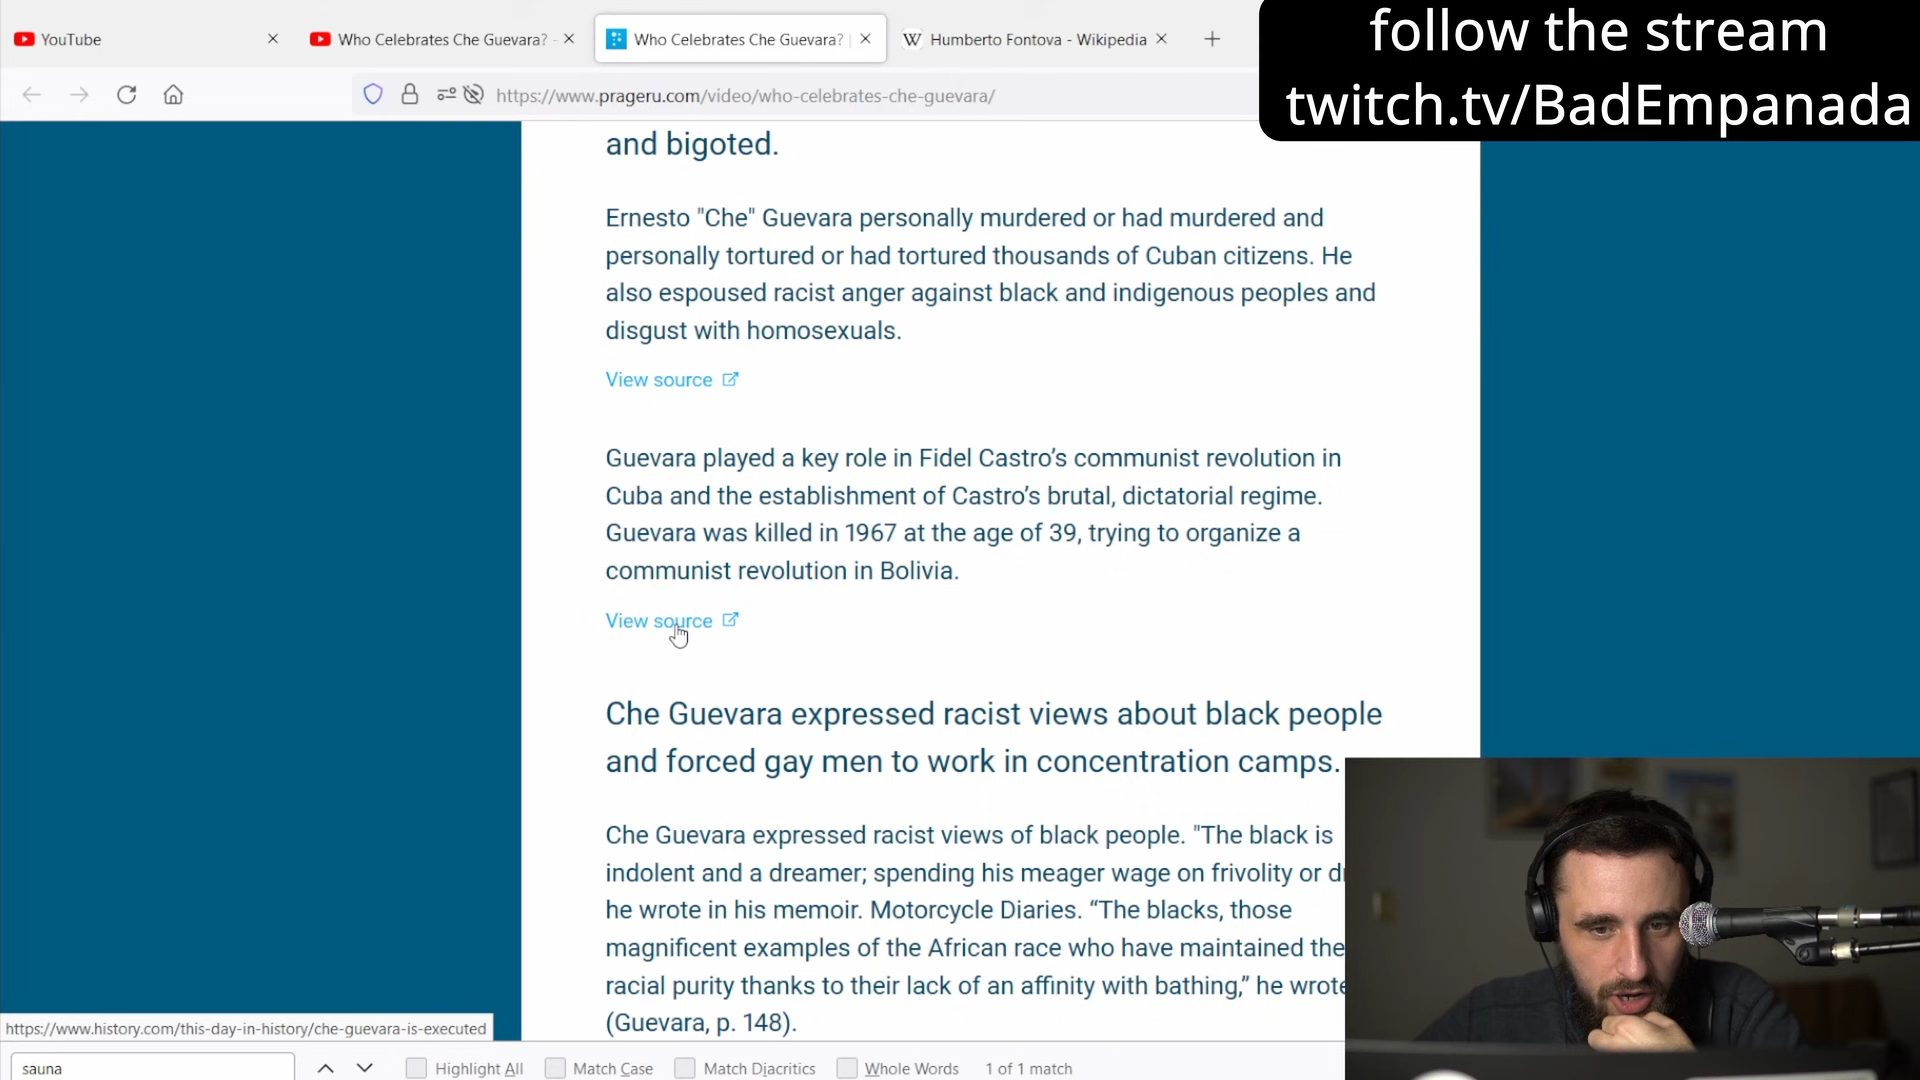 YouTube
Who Celebrates Che Guevara? -
Who Celebrates Che Guevara? |
Humberto Fontova - Wikipedia
follow the stream
twitch.tv/BadEmpanada
https://www.prageru.com/video/who-celebrates-che-guevara/
and bigoted.
Ernesto "Che" Guevara personally murdered or had murdered and
personally tortured or had tortured thousands of Cuban citizens. He
also espoused racist anger against black and indigenous peoples and
disgust with homosexuals.
View source
Guevara played a key role in Fidel Castro’s communist revolution in
Cuba and the establishment of Castro’s brutal, dictatorial regime.
Guevara was killed in 1967 at the age of 39, trying to organize a
communist revolution in Bolivia.
View source
Che Guevara expressed racist views about black people
and forced gay men to work in concentration camps.
Che Guevara expressed racist views of black people. "The black is
indolent and a dreamer; spending his meager wage on frivolity or
he wrote in his memoir. Motorcycle Diaries. “The blacks, those
magnificent examples of the African race who have maintained the
racial purity thanks to their lack of an affinity with bathing,” he wrote
(Guevara, p. 148).
https://www.history.com/this-day-in-history/che-guevara-is-executed
sauna
Highlight All
Match Case
Match Diacritics
Whole Words
1 of 1 match